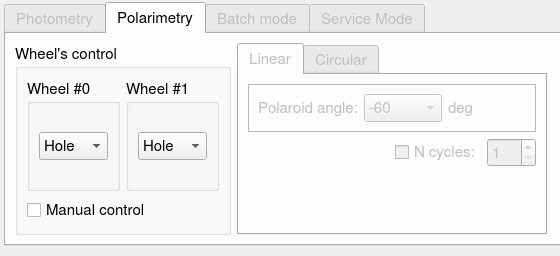 Photometry Polarimetry Batch mode Service Mode
Wheel's control
Wheel #0 Wheel #1
Hole Hole
Manual control
Linear Circular
Polaroid angle: -60 deg
N cycles: 1